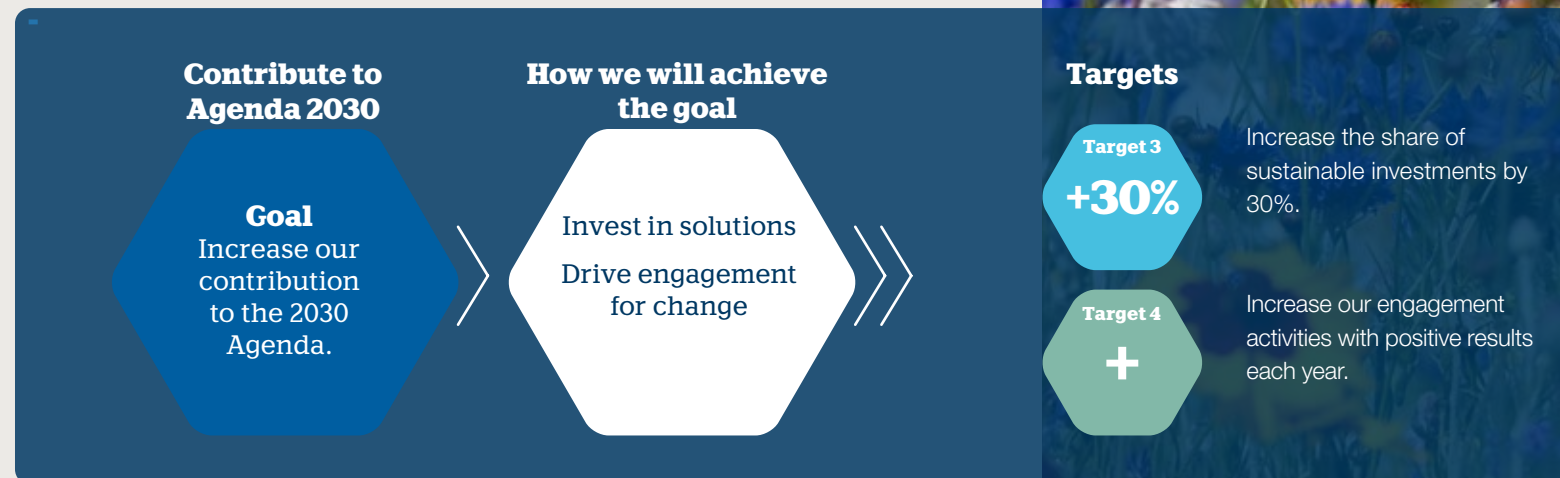 Contribute to
Agenda 2030
Goal
Increase our
contribution
to the 2030
Agenda.
How we will achieve
the goal
Invest in solutions
Drive engagement
for change
Targets
Target 3
+30%
Increase the share of
sustainable investments by
30%.
Target 4
+
Increase our engagement
activities with positive results
each year.